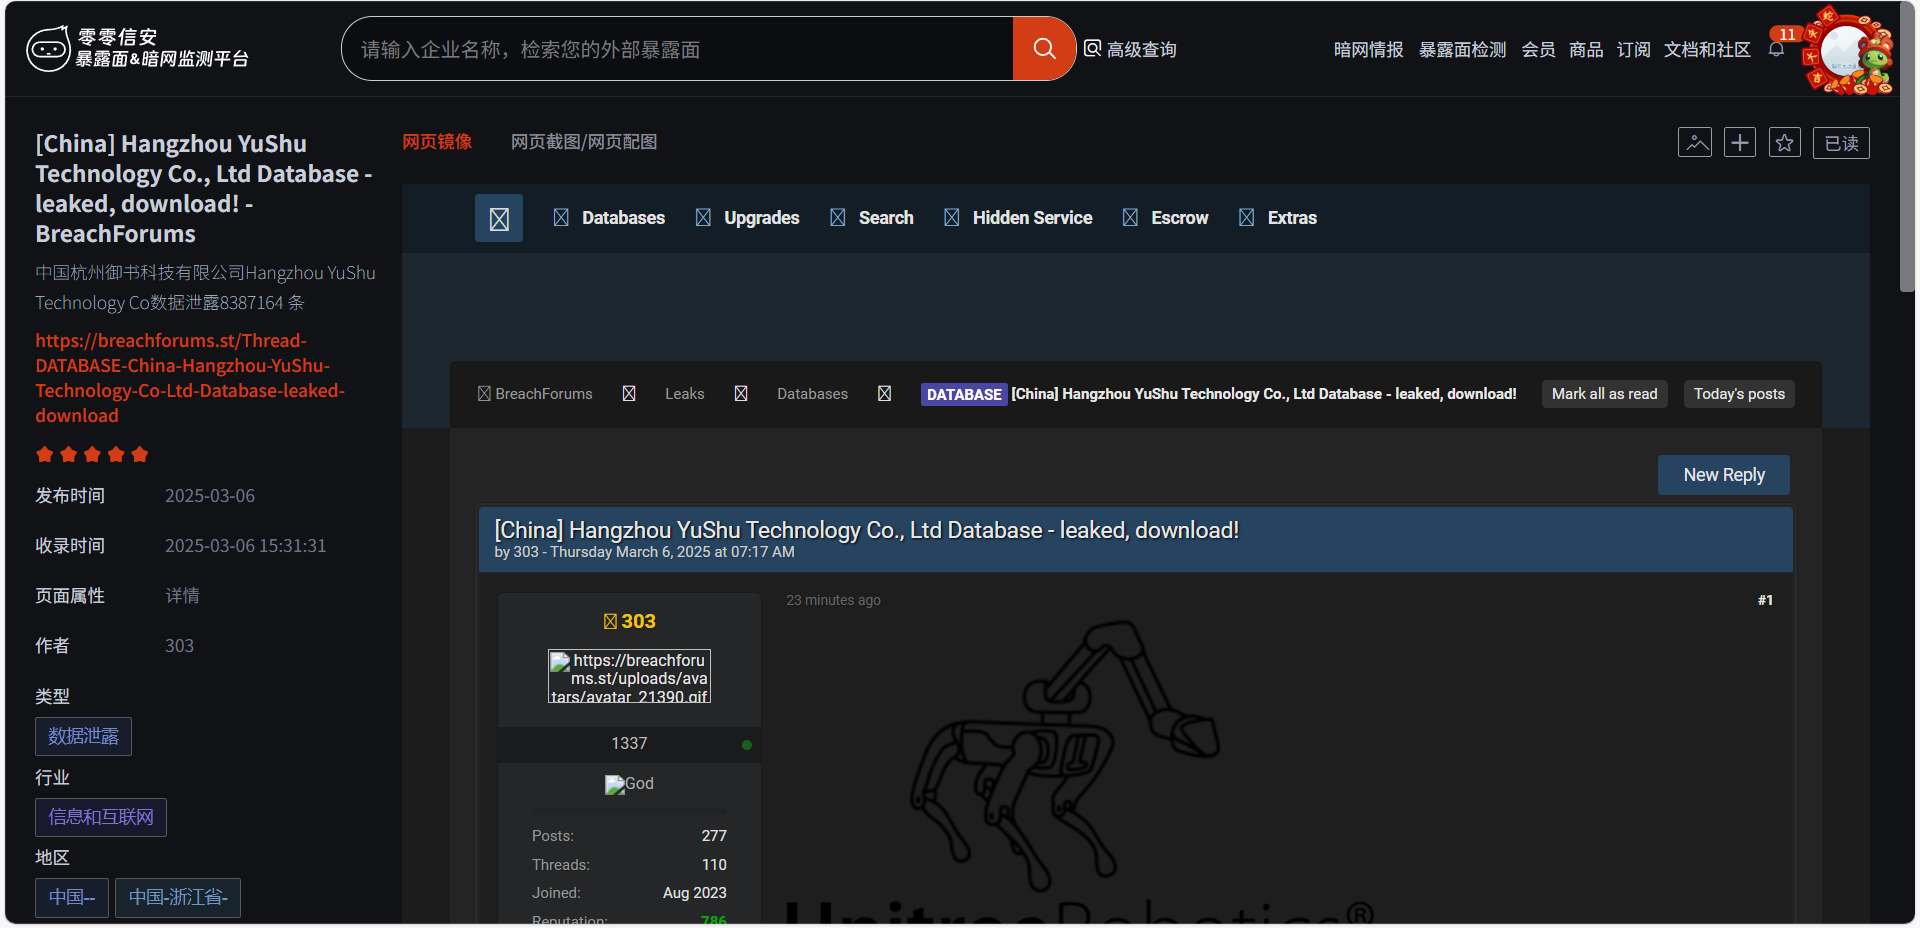 零零信安
暴露面&暗网监测平台
请输入企业名称，检索您的外部暴露面
高级查询
暗网情报 暴露面检测 会员 商品 订阅 文档和社区
11
[China] Hangzhou YuShu
Technology Co., Ltd Database -
leaked, download! -
BreachForums
中国杭州御书科技有限公司Hangzhou YuShu
Technology Co数据泄露8387164 条
https://breachforums.st/Thread-
DATABASE-China-Hangzhou-YuShu-
Technology-Co-Ltd-Database-leaked-
download
发布时间 2025-03-06
收录时间 2025-03-06 15:31:31
页面属性 详情
作者 303
类型
数据泄露
行业
信息和互联网
地区
中国-- 中国-浙江省-
网页镜像 网页截图/网页配图
已读
Databases Upgrades Search Hidden Service Escrow Extras
BreachForums Leaks Databases DATABASE [China] Hangzhou YuShu Technology Co., Ltd Database - leaked, download! Mark all as read Today's posts
New Reply
[China] Hangzhou YuShu Technology Co., Ltd Database - leaked, download!
by 303 - Thursday March 6, 2025 at 07:17 AM
303
https://breachforu
ms.st/uploads/ava
tars/avatar_21390.gif
1337
God
Posts: 277
Threads: 110
Joined: Aug 2023
Reputation: 786
23 minutes ago #1
UnitreeRobotics®